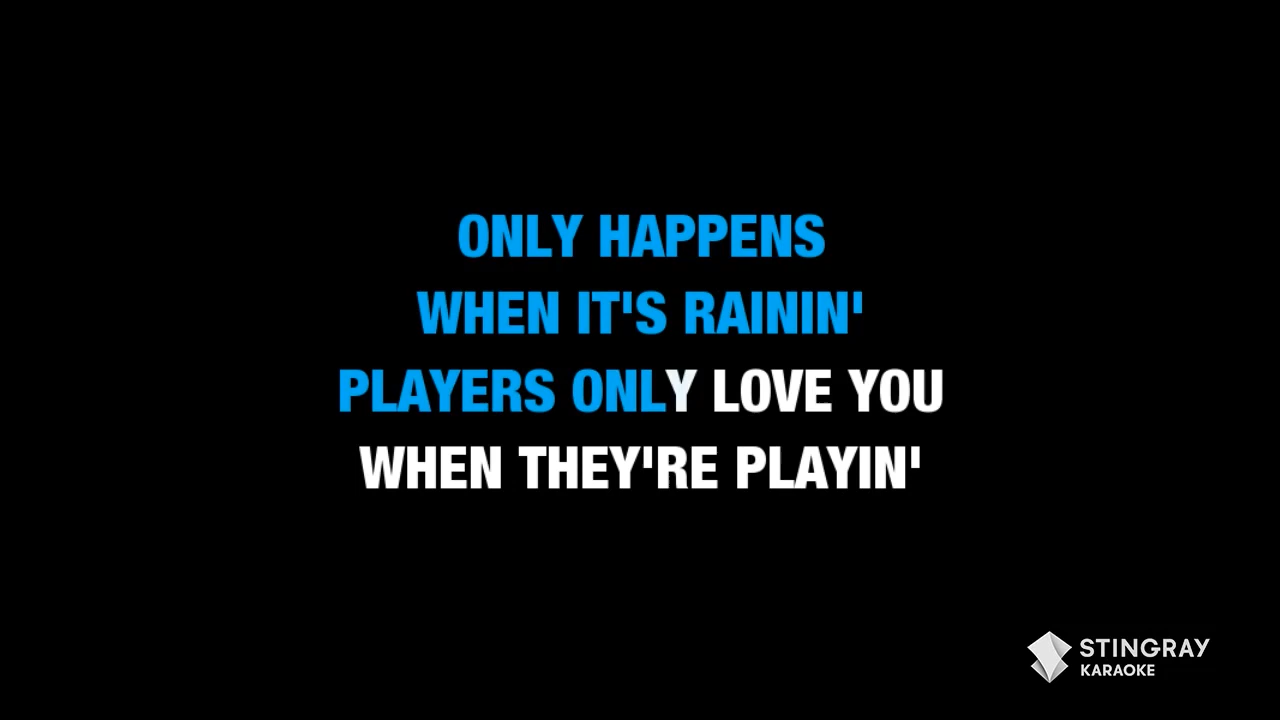 ONLY HAPPENS
WHEN IT'S RAININ'
PLAYERS ONLY LOVE YOU
WHEN THEY'RE PLAYIN'
STINGRAY
KARAOKE